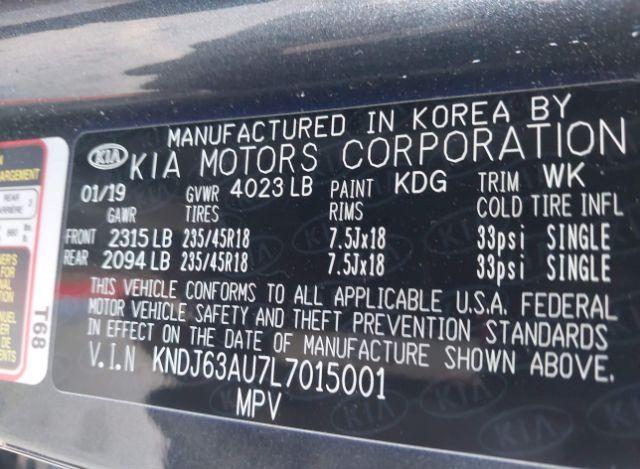 MANUFACTURED IN KOREA BY
KIA KIA MOTORS CORPORATION
01/19 GVWR 4023 LB PAINT KDG TRIM WK
GAWR TIRES RIMS COLD TIRE INFL
FRONT 2315 LB 235/45R18 7.5Jx18 33psi SINGLE
REAR 2094 LB 235/45R18 7.5Jx18 33psi SINGLE
THIS VEHICLE CONFORMS TO ALL APPLICABLE U.S.A. FEDERAL
MOTOR VEHICLE SAFETY AND THEFT PREVENTION STANDARDS
IN EFFECT ON THE DATE OF MANUFACTURE SHOWN ABOVE.
V.I.N KNDJ63AU7L7015001
MPV
T68
REAR